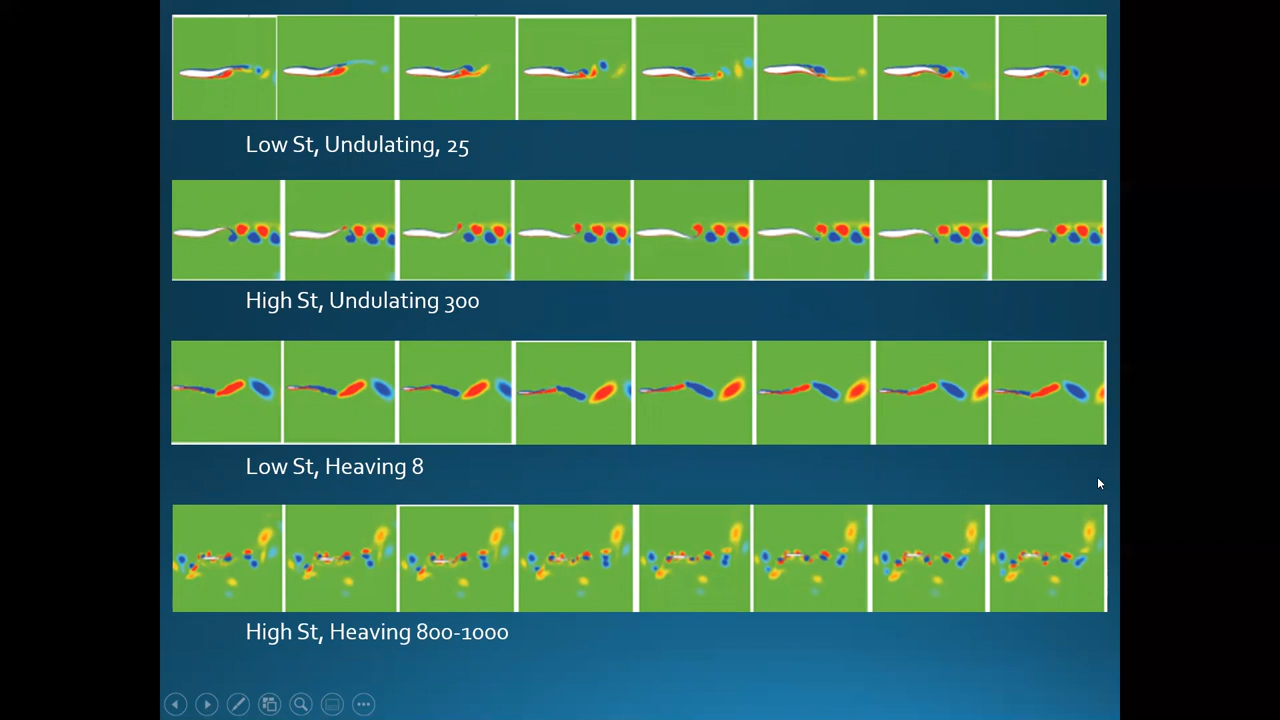 Low St, Undulating, 25
High St, Undulating 300
Low St, Heaving 8
High St, Heaving 800-1000